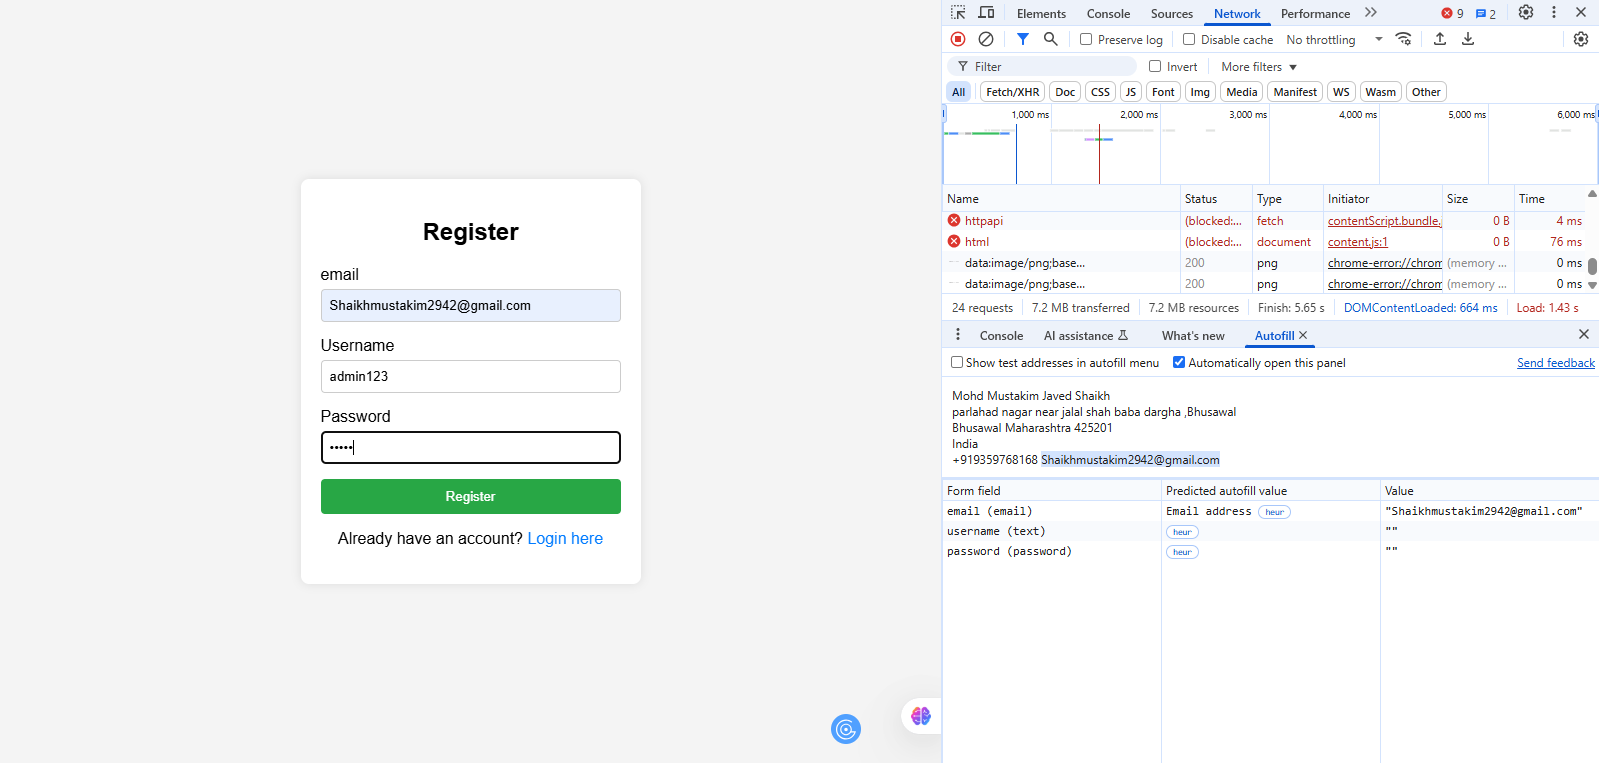 Register
email
Shaikhmustakim2942@gmail.com
Username
admin123
Password
•••••
Register
Already have an account? Login here
Elements Console Sources Network Performance 9 2
Preserve log Disable cache No throttling
Filter Invert More filters
All Fetch/XHR Doc CSS JS Font Img Media Manifest WS Wasm Other
1,000 ms 2,000 ms 3,000 ms 4,000 ms 5,000 ms 6,000 ms
Name Status Type Initiator Size Time
httpapi (blocked:... fetch contentScript.bundle. 0 B 4 ms
html (blocked:... document content.js:1 0 B 76 ms
data:image/png;base... 200 png chrome-error://chrom (memory ... 0 ms
data:image/png;base... 200 png chrome-error://chrom (memory ... 0 ms
24 requests 7.2 MB transferred 7.2 MB resources Finish: 5.65 s DOMContentLoaded: 664 ms Load: 1.43 s
Console AI assistance What's new Autofill
Show test addresses in autofill menu Automatically open this panel Send feedback
Mohd Mustakim Javed Shaikh
parlahad nagar near jalal shah baba dargha ,Bhusawal
Bhusawal Maharashtra 425201
India
+919359768168 Shaikhmustakim2942@gmail.com
Form field Predicted autofill value Value
email (email) Email address heur "Shaikhmustakim2942@gmail.com"
username (text) heur ""
password (password) heur ""